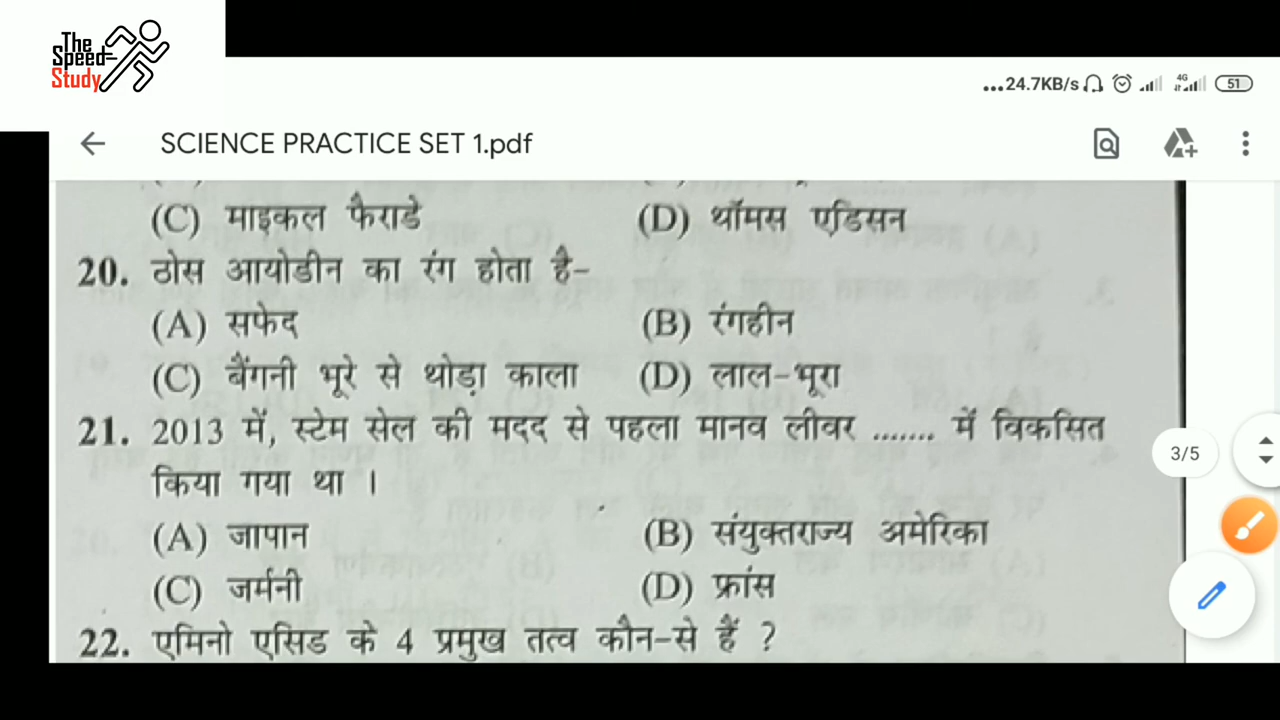 The
Speed
Study
...24.7KB/s 4G 51
SCIENCE PRACTICE SET 1.pdf
(C) माइकल फैराडे (D) थॉमस एडिसन
20. ठोस आयोडीन का रंग होता है-
(A) सफेद (B) रंगहीन
(C) बैंगनी भूरे से थोड़ा काला (D) लाल-भूरा
21. 2013 में, स्टेम सेल की मदद से पहला मानव लीवर ....... में विकसित
किया गया था ।
(A) जापान (B) संयुक्तराज्य अमेरिका
(C) जर्मनी (D) फ्रांस
22. एमिनो एसिड के 4 प्रमुख तत्व कौन-से हैं ?
3/5